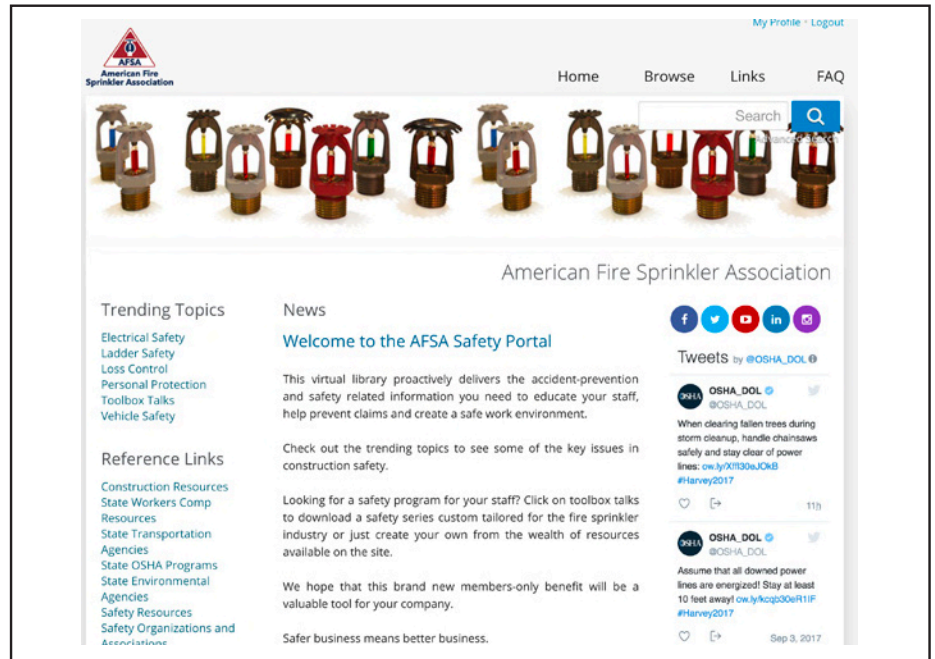 My Profile • Logout
AFSA
American Fire
Sprinkler Association
Home Browse Links FAQ
Search
Advanced Search
American Fire Sprinkler Association
Trending Topics
Electrical Safety
Ladder Safety
Loss Control
Personal Protection
Toolbox Talks
Vehicle Safety
Reference Links
Construction Resources
State Workers Comp
Resources
State Transportation
Agencies
State OSHA Programs
State Environmental
Agencies
Safety Resources
Safety Organizations and
Associations
News
Welcome to the AFSA Safety Portal
This virtual library proactively delivers the accident-prevention
and safety related information you need to educate your staff,
help prevent claims and create a safe work environment.
Check out the trending topics to see some of the key issues in
construction safety.
Looking for a safety program for your staff? Click on toolbox talks
to download a safety series custom tailored for the fire sprinkler
industry or just create your own from the wealth of resources
available on the site.
We hope that this brand new members-only benefit will be a
valuable tool for your company.
Safer business means better business.
Tweets by @OSHA_DOL
OSHA
OSHA_DOL
@OSHA_DOL
When clearing fallen trees during
storm cleanup, handle chainsaws
safely and stay clear of power
lines:
#Harvey2017
11h
OSHA
OSHA_DOL
@OSHA_DOL
Assume that all downed power
lines are energized! Stay at least
10 feet away! ow.ly/kcqb30eR1IF
#Harvey2017
Sep 3, 2017